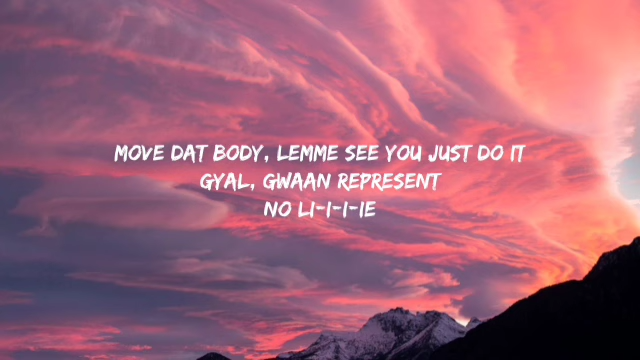 MOVE DAT BODY, LEMME SEE YOU JUST DO IT
GYAL, GWAAN REPRESENT
NO LI-I-I-IE